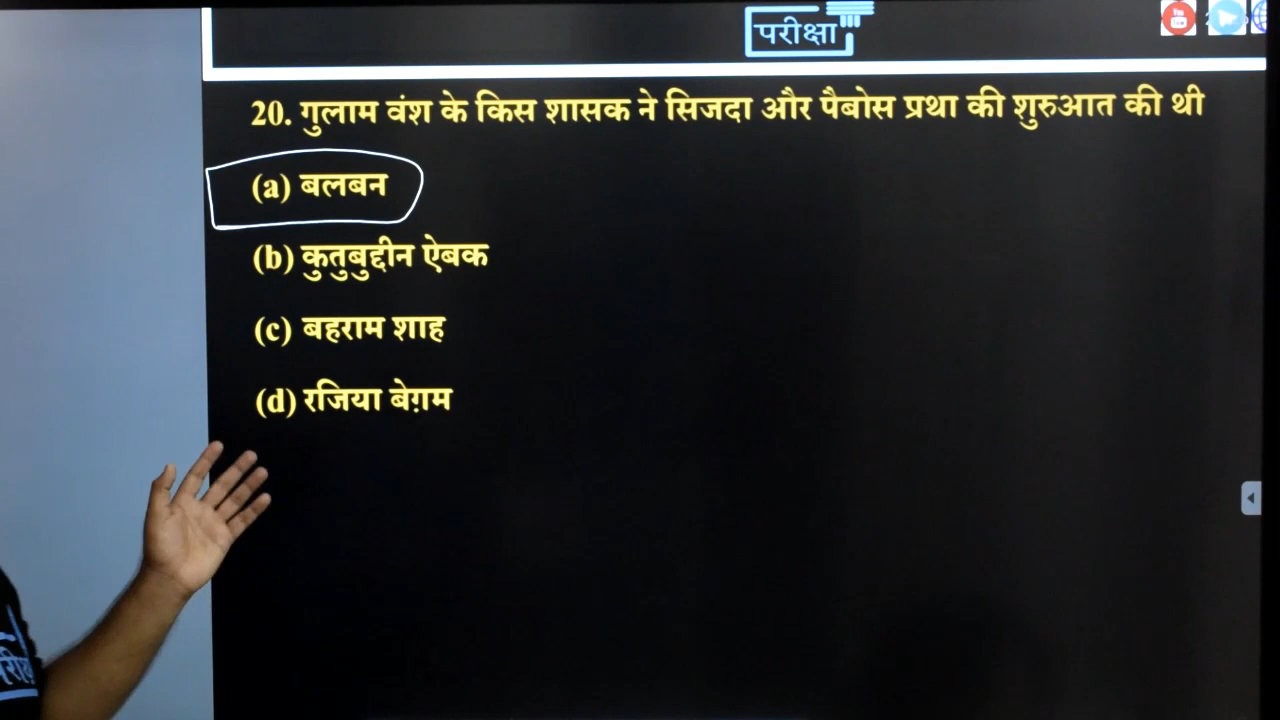 परीक्षा
20. गुलाम वंश के किस शासक ने सिजदा और पैबोस प्रथा की शुरुआत की थी
(a) बलबन
(b) कुतुबुद्दीन ऐबक
(c) बहराम शाह
(d) रजिया बेग़म